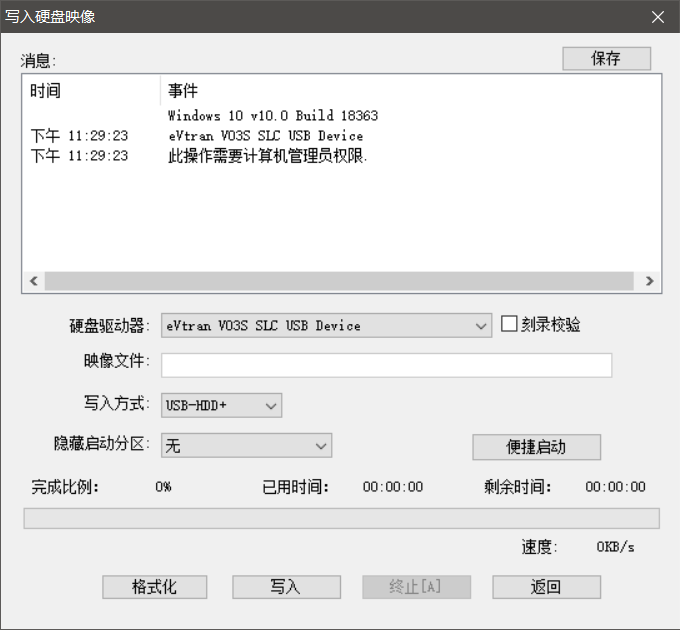 写入硬盘映像
消息:
保存
时间 事件
Windows 10 v10.0 Build 18363
下午 11:29:23 eVtran V03S SLC USB Device
下午 11:29:23 此操作需要计算机管理员权限.
硬盘驱动器: eVtran V03S SLC USB Device 刻录校验
映像文件:
写入方式: USB-HDD+
隐藏启动分区: 无 便捷启动
完成比例: 0% 已用时间: 00:00:00 剩余时间: 00:00:00
速度: 0KB/s
格式化 写入 终止[A] 返回